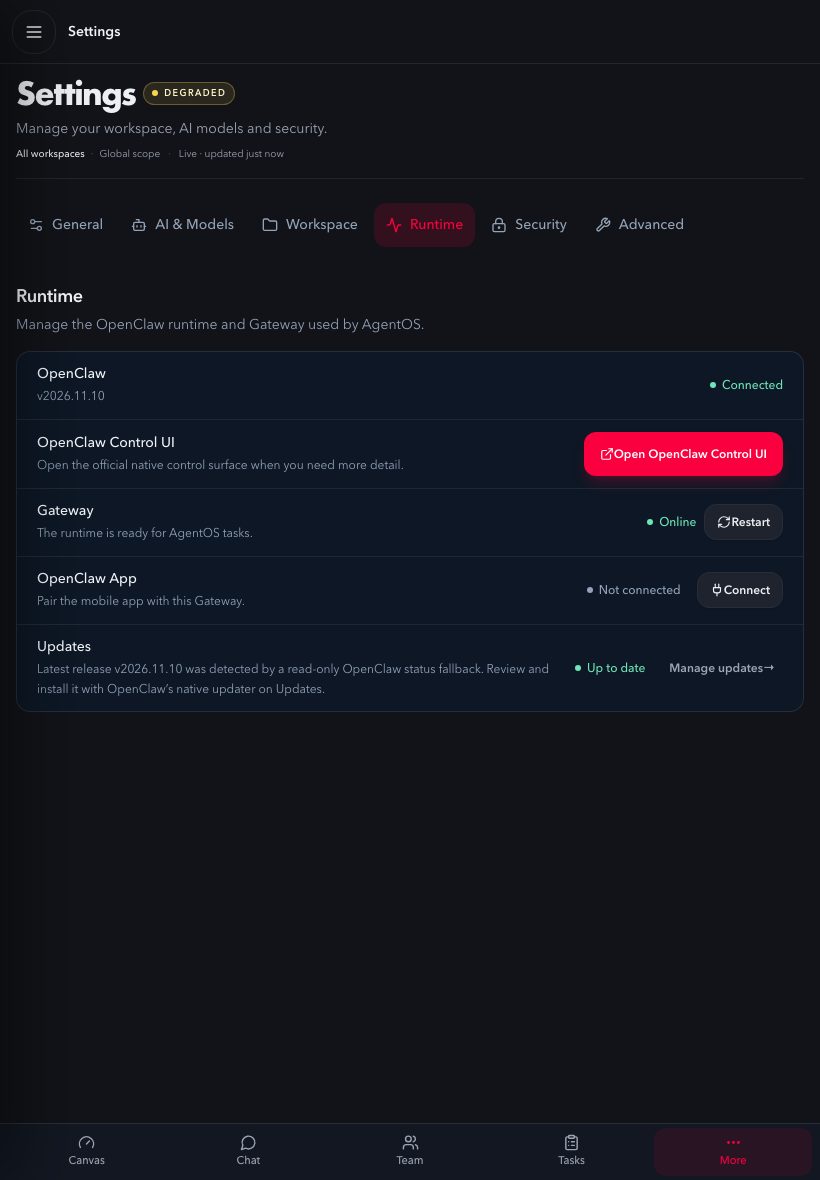 Settings
Settings
DEGRADED
Manage your workspace, AI models and security.
All workspaces · Global scope · Live · updated just now
General
AI & Models
Workspace
Runtime
Security
Advanced
Runtime
Manage the OpenClaw runtime and Gateway used by AgentOS.
OpenClaw
v2026.11.10
Connected
OpenClaw Control UI
Open the official native control surface when you need more detail.
Open OpenClaw Control UI
Gateway
The runtime is ready for AgentOS tasks.
Online
Restart
OpenClaw App
Pair the mobile app with this Gateway.
Not connected
Connect
Updates
Latest release v2026.11.10 was detected by a read-only OpenClaw status fallback. Review and
install it with OpenClaw’s native updater on Updates.
Up to date
Manage updates→
Canvas
Chat
Team
Tasks
More